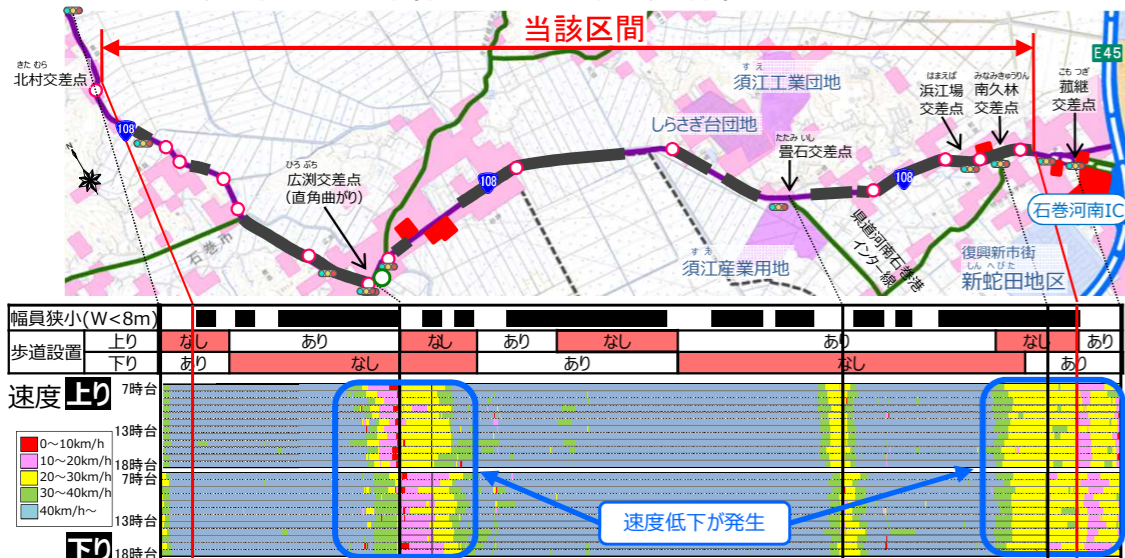 当該区間
E45
きたむら
北村交差点
108
ひろぶち
広渕交差点
(直角曲がり)
石巻市
108
しらさぎ台団地
すえ
須江工業団地
たたみいし
畳石交差点
すえ
須江産業用地
県道河南石巻港
インター線
108
はまえば
浜江場
交差点
みなみきゅうりん
南久林
交差点
こもつぎ
菰継
交差点
石巻河南IC
復興新市街
しんへびた
新蛇田地区
幅員狭小(W<8m)
歩道設置
上り
なし
あり
なし
あり
なし
あり
なし
あり
下り
あり
なし
あり
なし
あり
速度 上り
7時台
13時台
18時台
7時台
13時台
18時台
下り
0～10km/h
10～20km/h
20～30km/h
30～40km/h
40km/h～
速度低下が発生